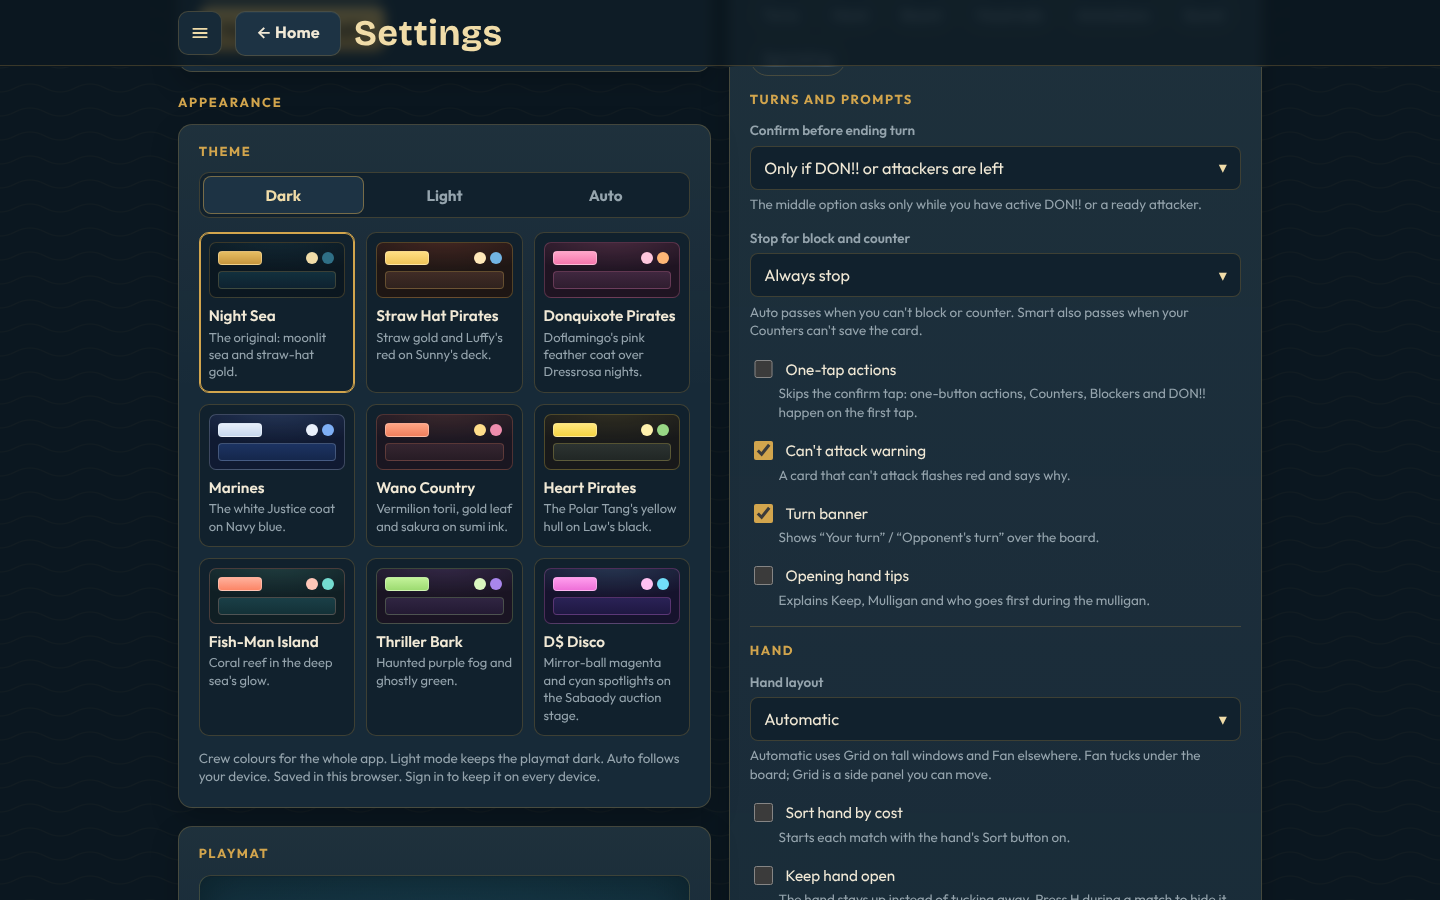 ← Home
Settings
APPEARANCE
THEME
Dark
Light
Auto
Night Sea
The original: moonlit
sea and straw-hat
gold.
Straw Hat Pirates
Straw gold and Luffy's
red on Sunny's deck.
Donquixote Pirates
Doflamingo's pink
feather coat over
Dressrosa nights.
Marines
The white Justice coat
on Navy blue.
Wano Country
Vermilion torii, gold leaf
and sakura on sumi ink.
Heart Pirates
The Polar Tang's yellow
hull on Law's black.
Fish-Man Island
Coral reef in the deep
sea's glow.
Thriller Bark
Haunted purple fog and
ghostly green.
D$ Disco
Mirror-ball magenta
and cyan spotlights on
the Sabaody auction
stage.
Crew colours for the whole app. Light mode keeps the playmat dark. Auto follows
your device. Saved in this browser. Sign in to keep it on every device.
PLAYMAT
TURNS AND PROMPTS
Confirm before ending turn
Only if DON!! or attackers are left
The middle option asks only while you have active DON!! or a ready attacker.
Stop for block and counter
Always stop
Auto passes when you can't block or counter. Smart also passes when your
Counters can't save the card.
One-tap actions
Skips the confirm tap: one-button actions, Counters, Blockers and DON!!
happen on the first tap.
Can't attack warning
A card that can't attack flashes red and says why.
Turn banner
Shows “Your turn” / “Opponent's turn” over the board.
Opening hand tips
Explains Keep, Mulligan and who goes first during the mulligan.
HAND
Hand layout
Automatic
Automatic uses Grid on tall windows and Fan elsewhere. Fan tucks under the
board; Grid is a side panel you can move.
Sort hand by cost
Starts each match with the hand's Sort button on.
Keep hand open
The hand stays up instead of tucking away. Press H during a match to hide it.